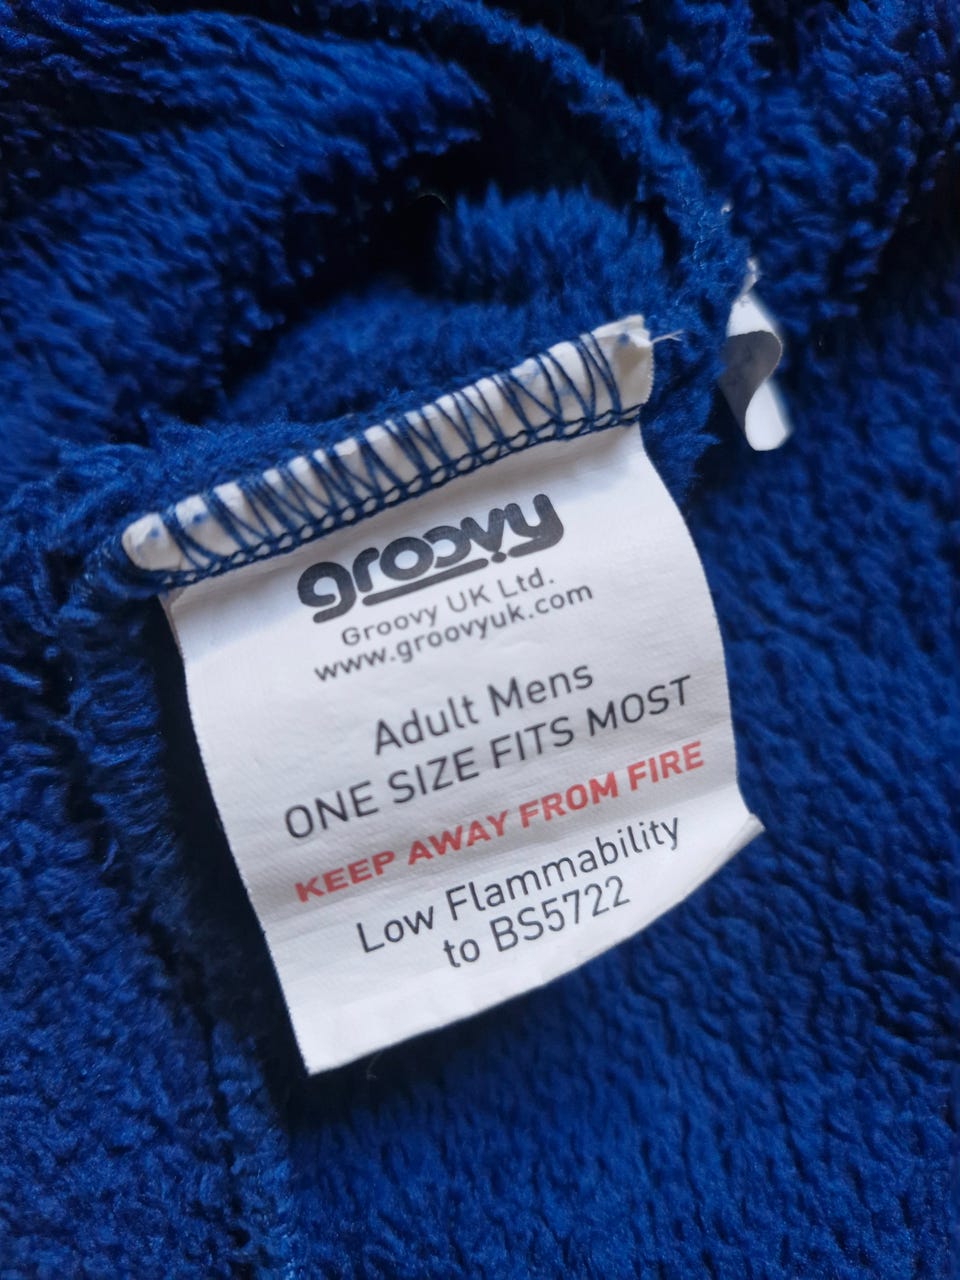 groovy
Groovy UK Ltd.
www.groovyuk.com
Adult Mens
ONE SIZE FITS MOST
KEEP AWAY FROM FIRE
Low Flammability
to BS5722